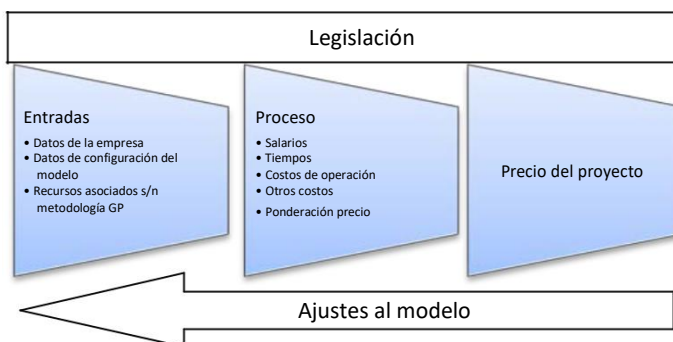 Legislación
Entradas
• Datos de la empresa
• Datos de configuración del
modelo
• Recursos asociados s/n
metodología GP
Proceso
• Salarios
• Tiempos
• Costos de operación
• Otros costos
• Ponderación precio
Precio del proyecto
Ajustes al modelo